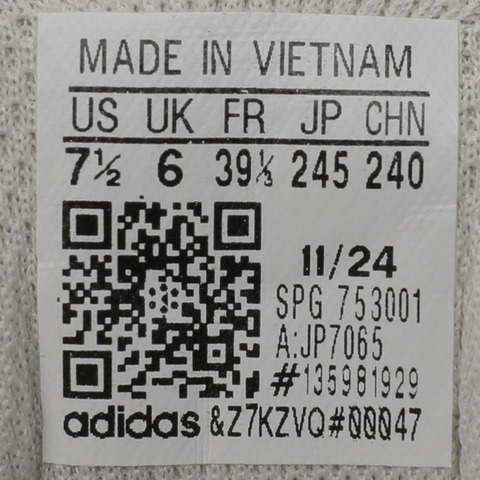 MADE IN VIETNAM
US UK FR JP CHN
7½ 6 39⅓ 245 240
11/24
SPG 753001
A:JP7065
#135981929
adidas &Z7KZVQ#00047